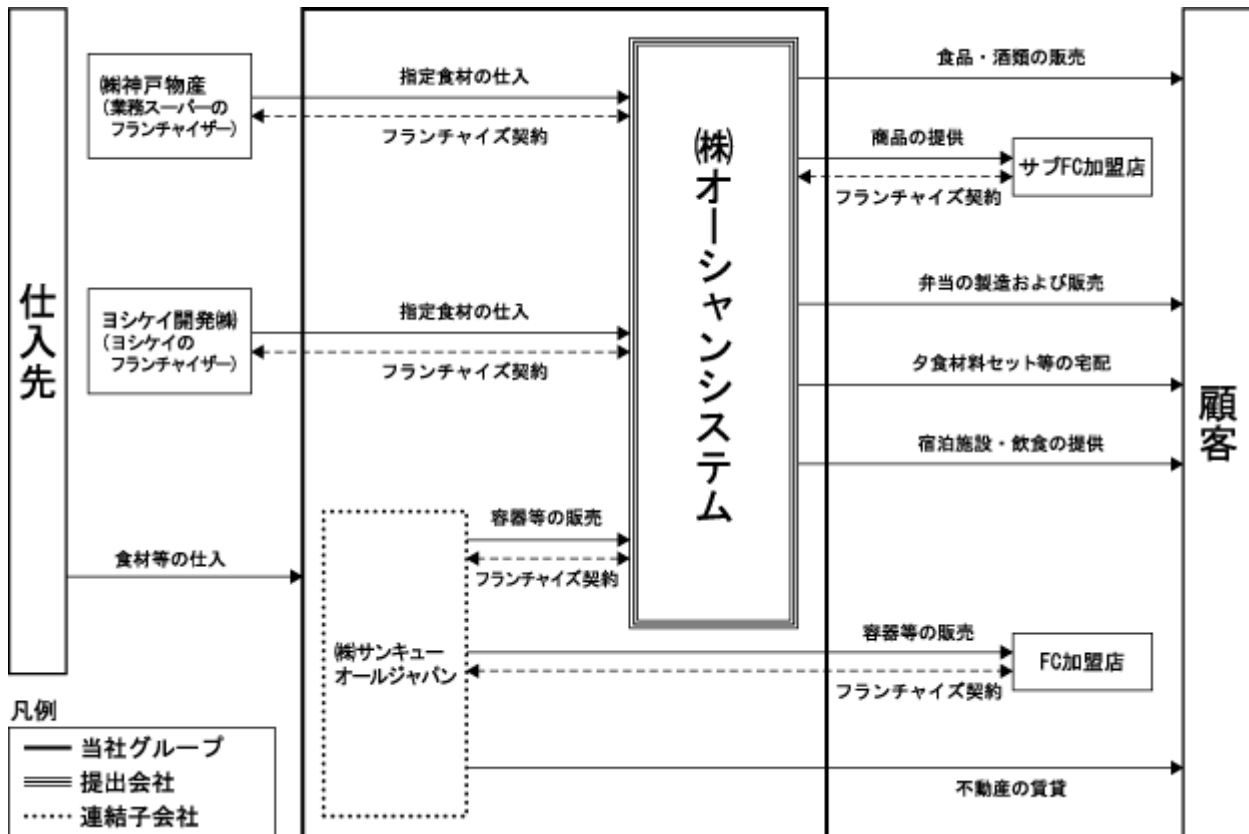 仕入先
㈱神戸物産
(業務スーパーの
フランチャイザー)
指定食材の仕入
フランチャイズ契約
ヨシケイ開発㈱
(ヨシケイの
フランチャイザー)
指定食材の仕入
フランチャイズ契約
食材等の仕入
㈱オーシャンシステム
㈱サンキュー
オールジャパン
容器等の販売
フランチャイズ契約
食品・酒類の販売
商品の提供
フランチャイズ契約
サブFC加盟店
弁当の製造および販売
夕食材料セット等の宅配
宿泊施設・飲食の提供
容器等の販売
フランチャイズ契約
FC加盟店
不動産の賃貸
顧客
凡例
当社グループ
提出会社
連結子会社